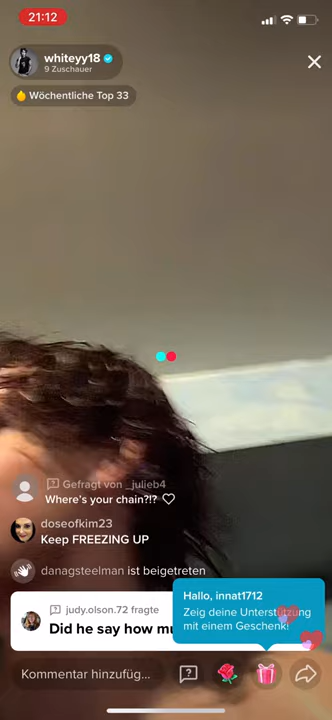 21:12
whiteyy18
9 Zuschauer
Wöchentliche Top 33
Gefragt von _julieb4
Where's your chain?!?
doseofkim23
Keep FREEZING UP
danagsteelman ist beigetreten
Hallo, innat1712
Zeig deine Unterstützung
mit einem Geschenk!
judy.olson.72 fragte
Did he say how
Kommentar hinzufüg...